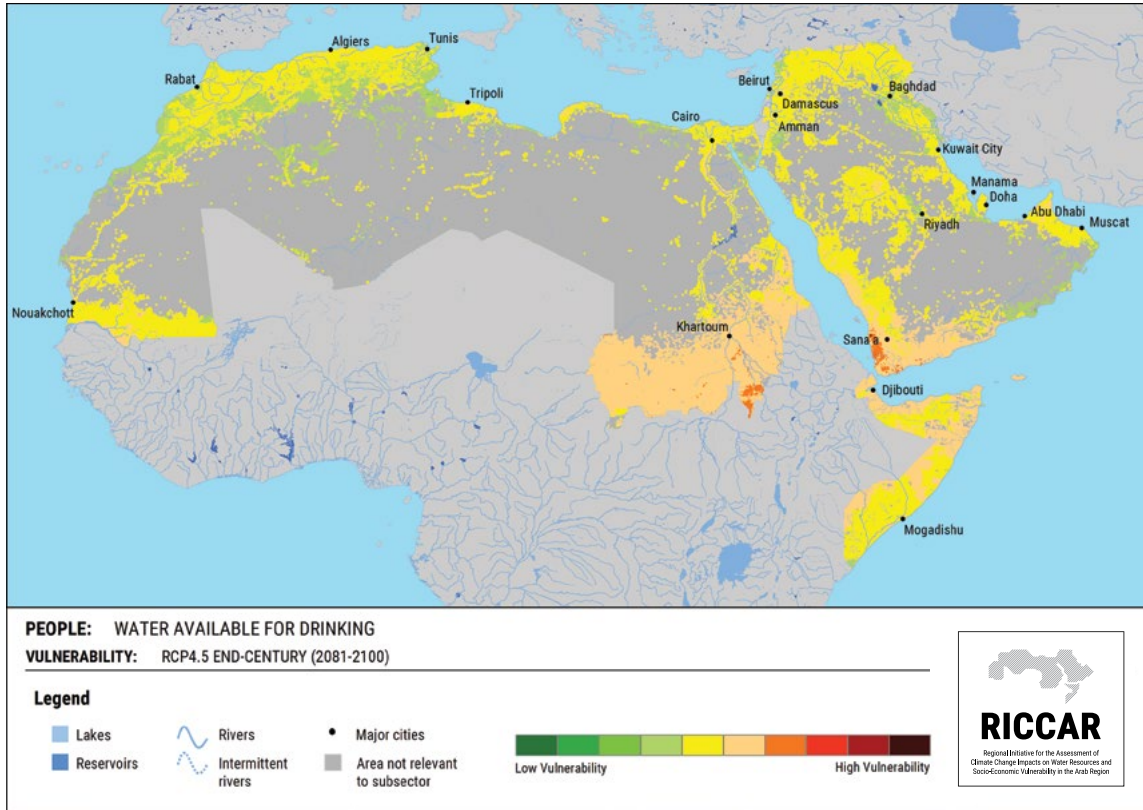 Algiers
Tunis
Rabat
Tripoli
Beirut
Baghdad
Damascus
Cairo
Amman
Kuwait City
Manama
Doha
Abu Dhabi
Riyadh
Muscat
Nouakchott
Khartoum
Sana'a
Djibouti
Mogadishu
PEOPLE: WATER AVAILABLE FOR DRINKING
VULNERABILITY: RCP4.5 END-CENTURY (2081-2100)
Legend
Lakes
Rivers
Major cities
Reservoirs
Intermittent
rivers
Area not relevant
to subsector
Low Vulnerability
High Vulnerability
RICCAR
Regional Initiative for the Assessment of
Climate Change Impacts on Water Resources and
Socio-Economic Vulnerability in the Arab Region